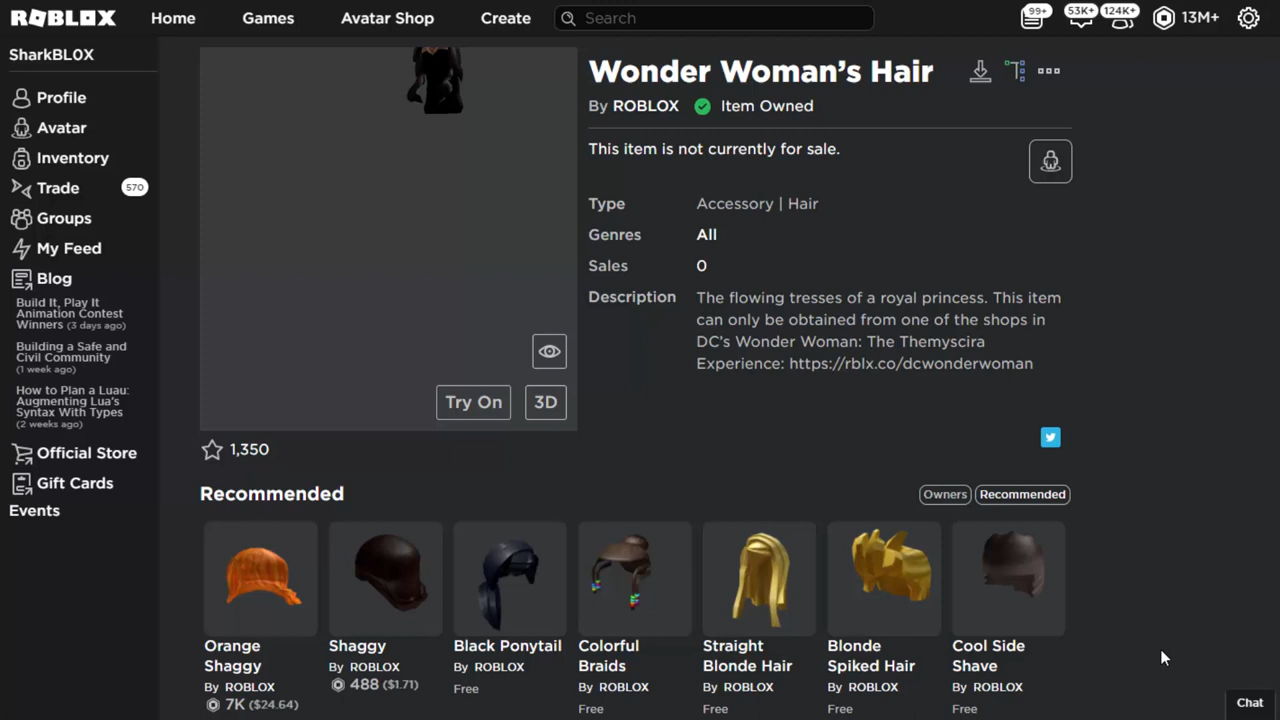 ROBLOX
Home
Games
Avatar Shop
Create
Search
99+
53K+
124K+
13M+
SharkBL0X
Profile
Avatar
Inventory
Trade
570
Groups
My Feed
Blog
Build It, Play It
Animation Contest
Winners (3 days ago)
Building a Safe and
Civil Community
(1 week ago)
How to Plan a Luau:
Augmenting Lua's
Syntax With Types
(2 weeks ago)
Official Store
Gift Cards
Events
Try On
3D
1,350
Wonder Woman's Hair
By ROBLOX
Item Owned
This item is not currently for sale.
Type
Accessory | Hair
Genres
All
Sales
0
Description
The flowing tresses of a royal princess. This item
can only be obtained from one of the shops in
DC's Wonder Woman: The Themyscira
Experience: https://rblx.co/dcwonderwoman
Recommended
Owners
Recommended
Orange
Shaggy
By ROBLOX
7K ($24.64)
Shaggy
By ROBLOX
488 ($1.71)
Black Ponytail
By ROBLOX
Free
Colorful
Braids
By ROBLOX
Free
Straight
Blonde Hair
By ROBLOX
Free
Blonde
Spiked Hair
By ROBLOX
Free
Cool Side
Shave
By ROBLOX
Free
Chat